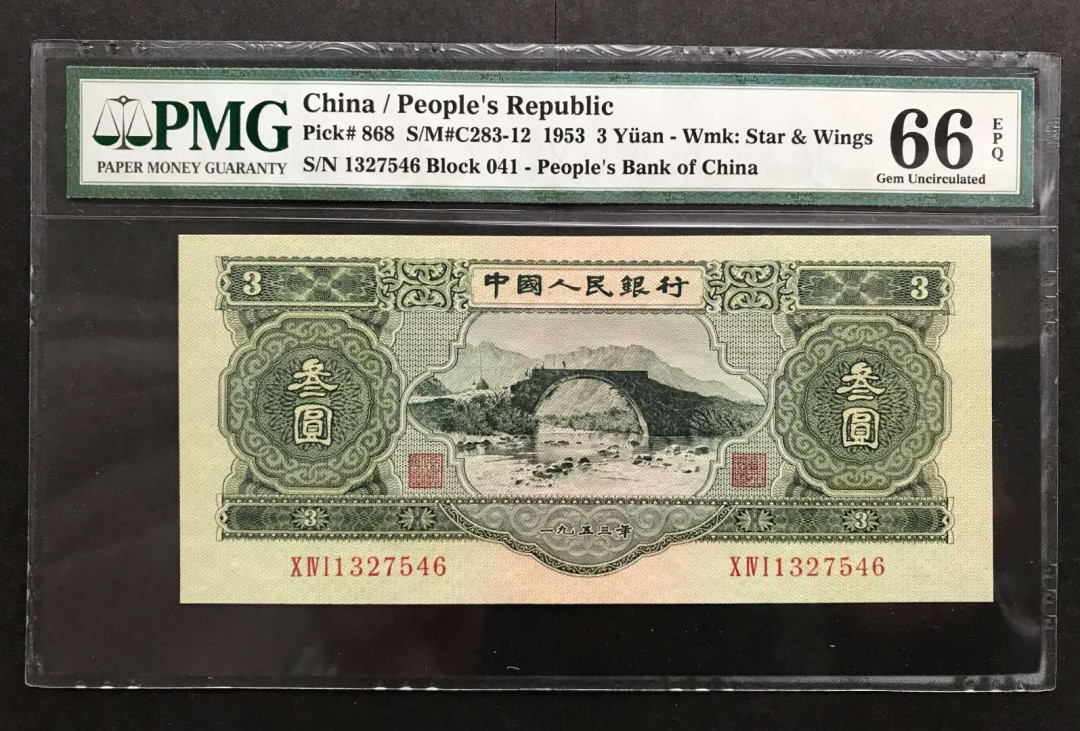 PMG
PAPER MONEY GUARANTY
China / People's Republic
Pick# 868 S/M#C283-12 1953 3 Yüan - Wmk: Star & Wings
S/N 1327546 Block 041 - People's Bank of China
66
EPQ
Gem Uncirculated
3
中國人民銀行
3
叁圓
叁圓
3
一九五三年
3
XⅣI1327546
XⅣI1327546